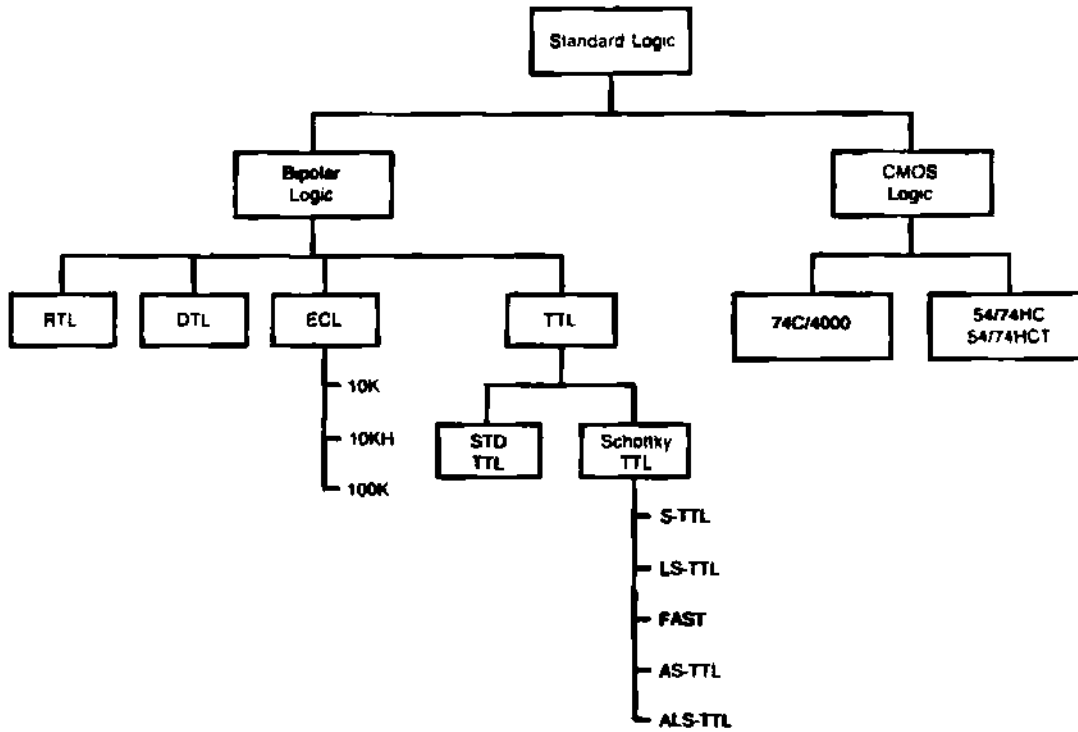 Standard Logic
Bipolar
Logic
CMOS
Logic
RTL
DTL
ECL
TTL
74C/4000
54/74HC
54/74HCT
10K
10KH
100K
STD
TTL
Schottky
TTL
S-TTL
LS-TTL
FAST
AS-TTL
ALS-TTL